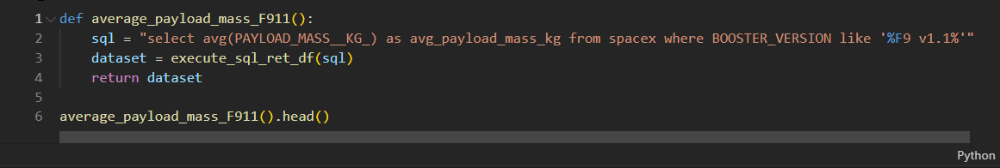 1 def average_payload_mass_F911():
2 sql = "select avg(PAYLOAD_MASS__KG_) as avg_payload_mass_kg from spacex where BOOSTER_VERSION like '%F9 v1.1%'"
3 dataset = execute_sql_ret_df(sql)
4 return dataset
5
6 average_payload_mass_F911().head()
Python